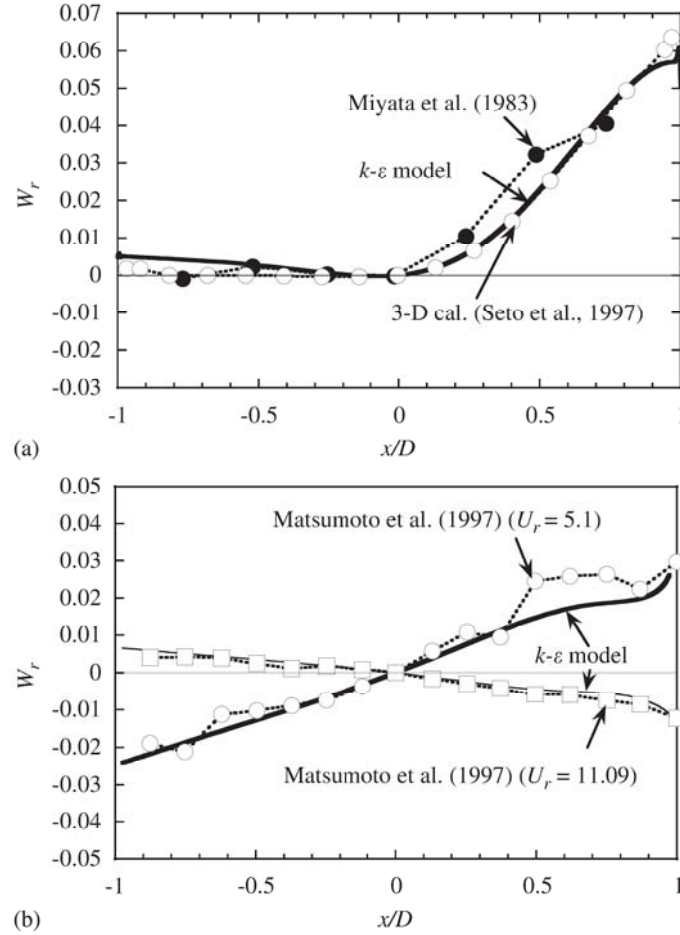 0.07
0.06
0.05
0.04
0.03
0.02
0.01
0
-0.01
-0.02
-0.03
W_r
Miyata et al. (1983)
k-ε model
3-D cal. (Seto et al., 1997)
-1 -0.5 0 0.5 1
(a) x/D
0.05
0.04
0.03
0.02
0.01
0
-0.01
-0.02
-0.03
-0.04
0.05
W_r
Matsumoto et al. (1997) (U_r = 5.1)
k-ε model
Matsumoto et al. (1997) (U_r = 11.09)
-1 -0.5 0 0.5 1
(b) x/D